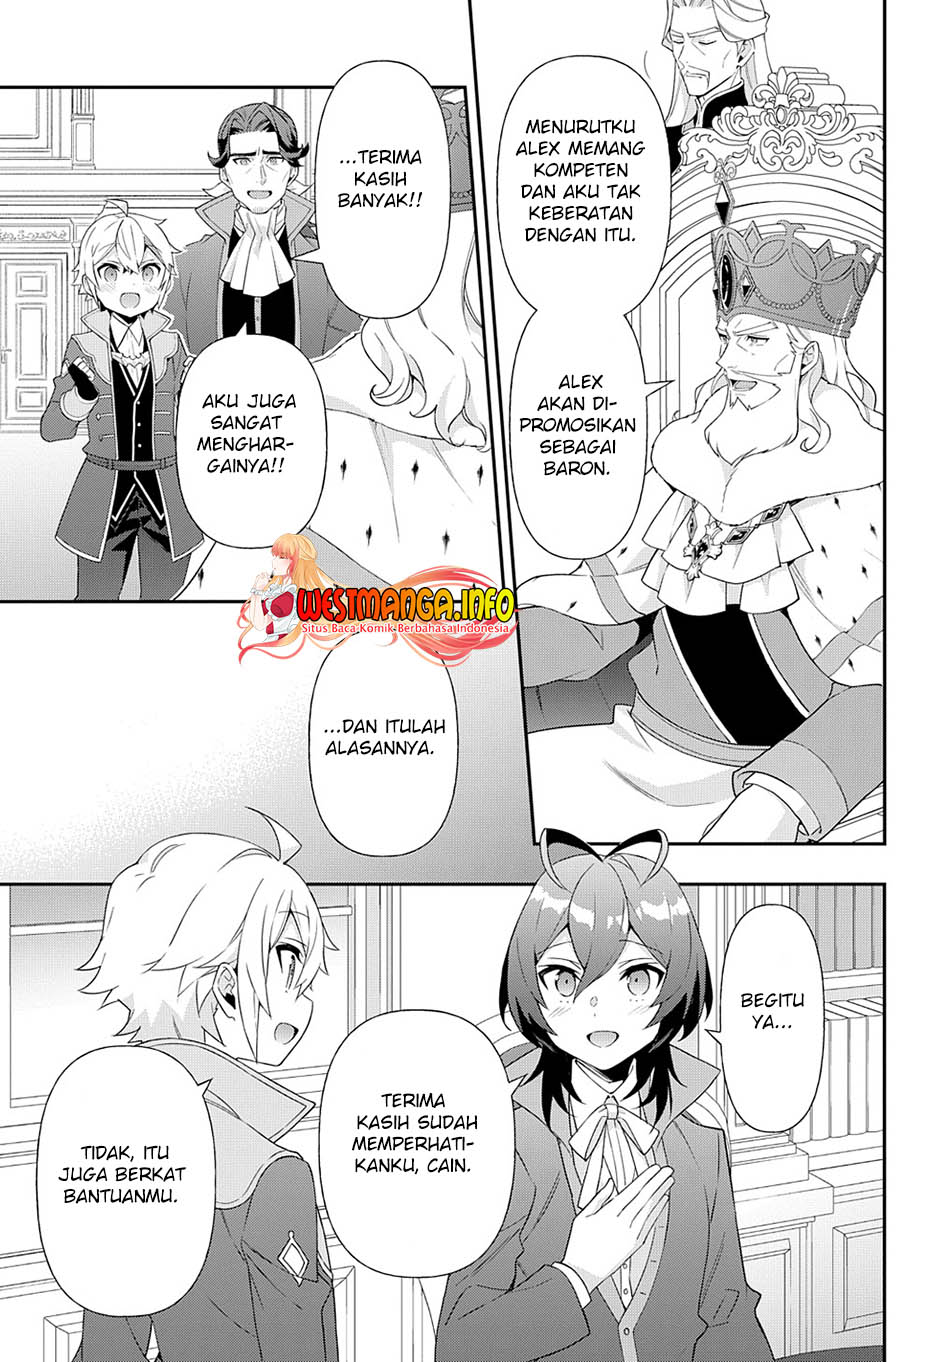 MENURUTKU
ALEX MEMANG
KOMPETEN
DAN AKU TAK
KEBERATAN
DENGAN ITU.
ALEX
AKAN DI-
PROMOSIKAN
SEBAGAI
BARON.
...TERIMA
KASIH
BANYAK!!
AKU JUGA
SANGAT
MENGHAR-
GAINYA!!
WESTMANGA.INFO
Situs Baca Komik Berbahasa Indonesia
...DAN ITULAH
ALASANNYA.
BEGITU
YA...
TERIMA
KASIH SUDAH
MEMPERHATI-
KANKU, CAIN.
TIDAK, ITU
JUGA BERKAT
BANTUANMU.